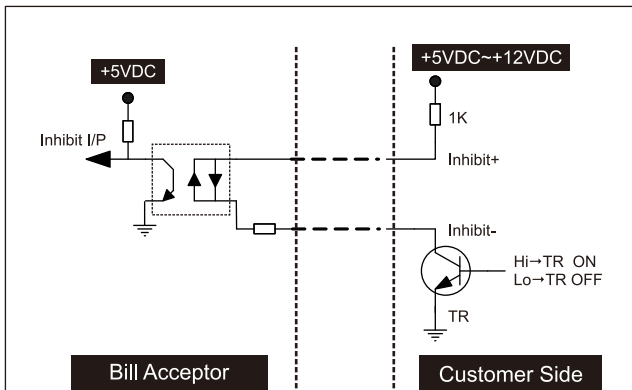 +5VDC~+12VDC
+5VDC
1K
Inhibit I/P
Inhibit+
Inhibit-
Hi→TR ON
Lo→TR OFF
TR
Bill Acceptor
Customer Side